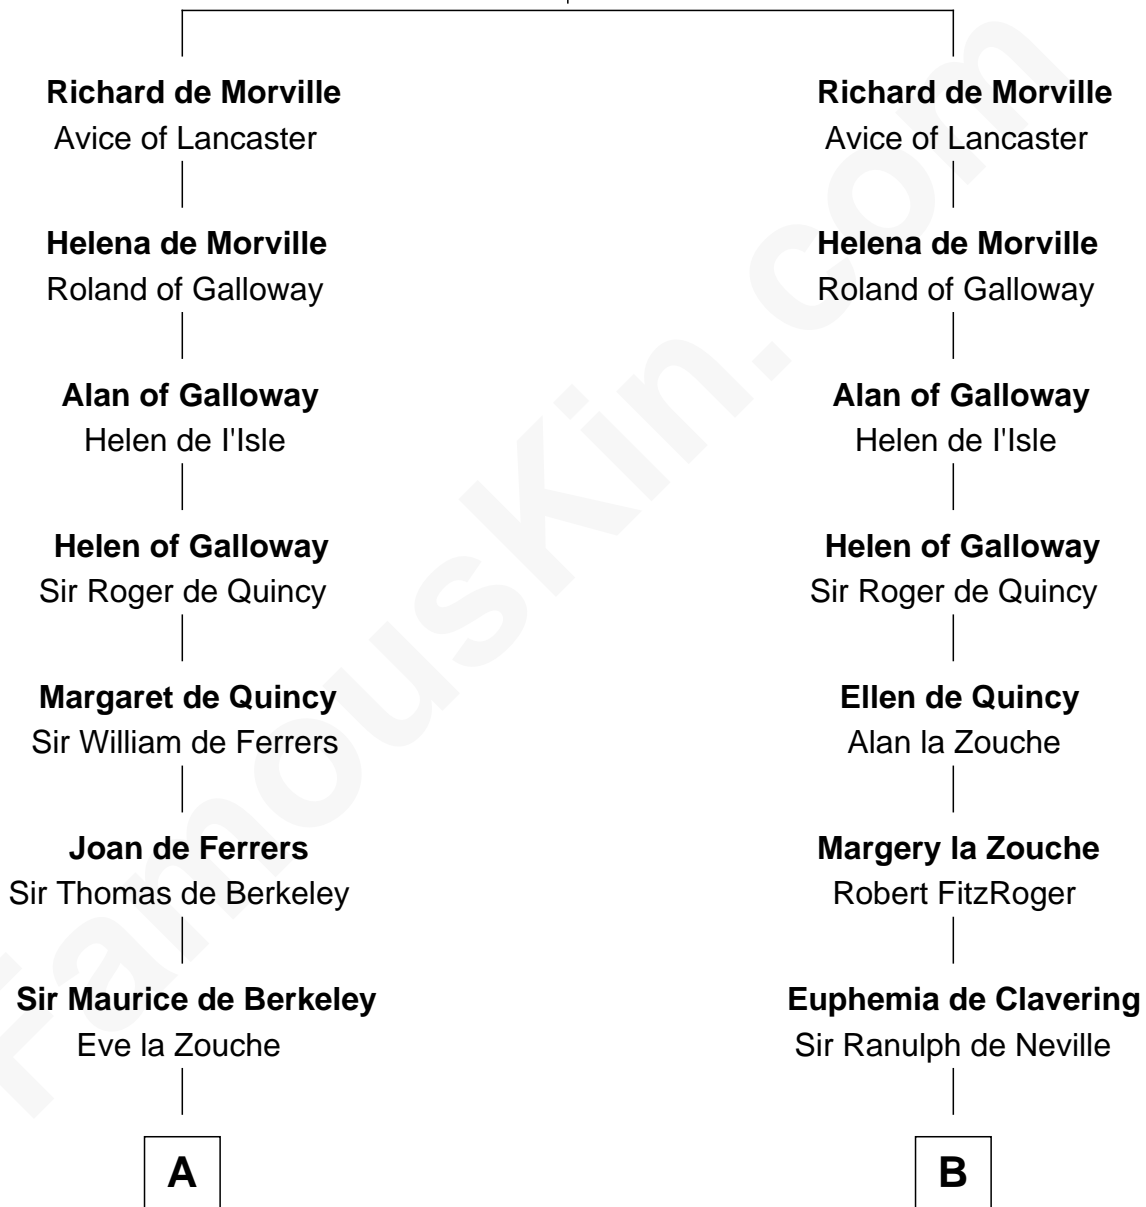 Richard de Morville
Avice of Lancaster
Helena de Morville
Roland of Galloway
Alan of Galloway
Helen de I'Isle
Helen of Galloway
Sir Roger de Quincy
Margaret de Quincy
Sir William de Ferrers
Joan de Ferrers
Sir Thomas de Berkeley
Sir Maurice de Berkeley
Eve la Zouche
A
Richard de Morville
Avice of Lancaster
Helena de Morville
Roland of Galloway
Alan of Galloway
Helen de I'Isle
Helen of Galloway
Sir Roger de Quincy
Ellen de Quincy
Alan la Zouche
Margery la Zouche
Robert FitzRoger
Euphemia de Clavering
Sir Ranulph de Neville
B
FamousKin.com